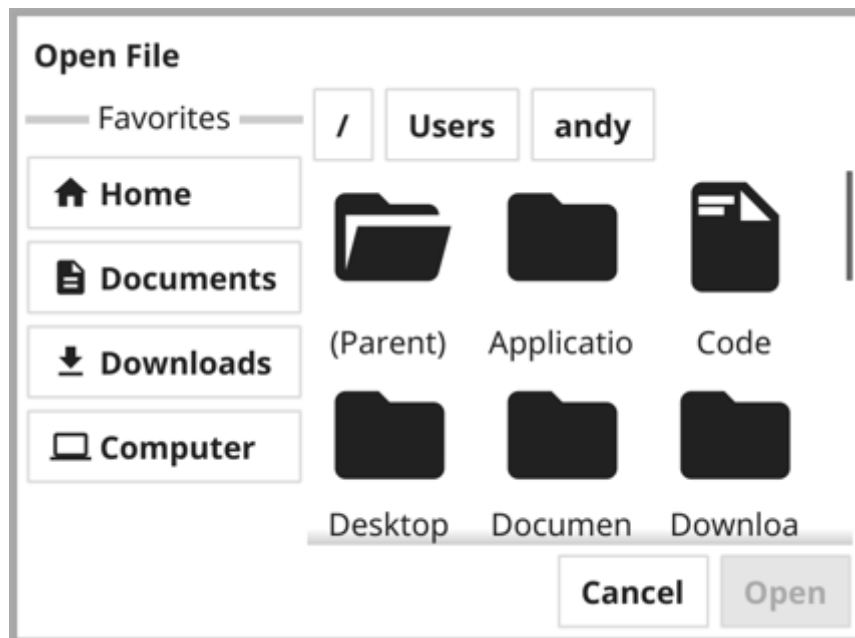 Open File
Favorites
Home
Documents
Downloads
Computer
/ Users andy
(Parent) Applicatio Code
Desktop Documen Downloa
Cancel Open